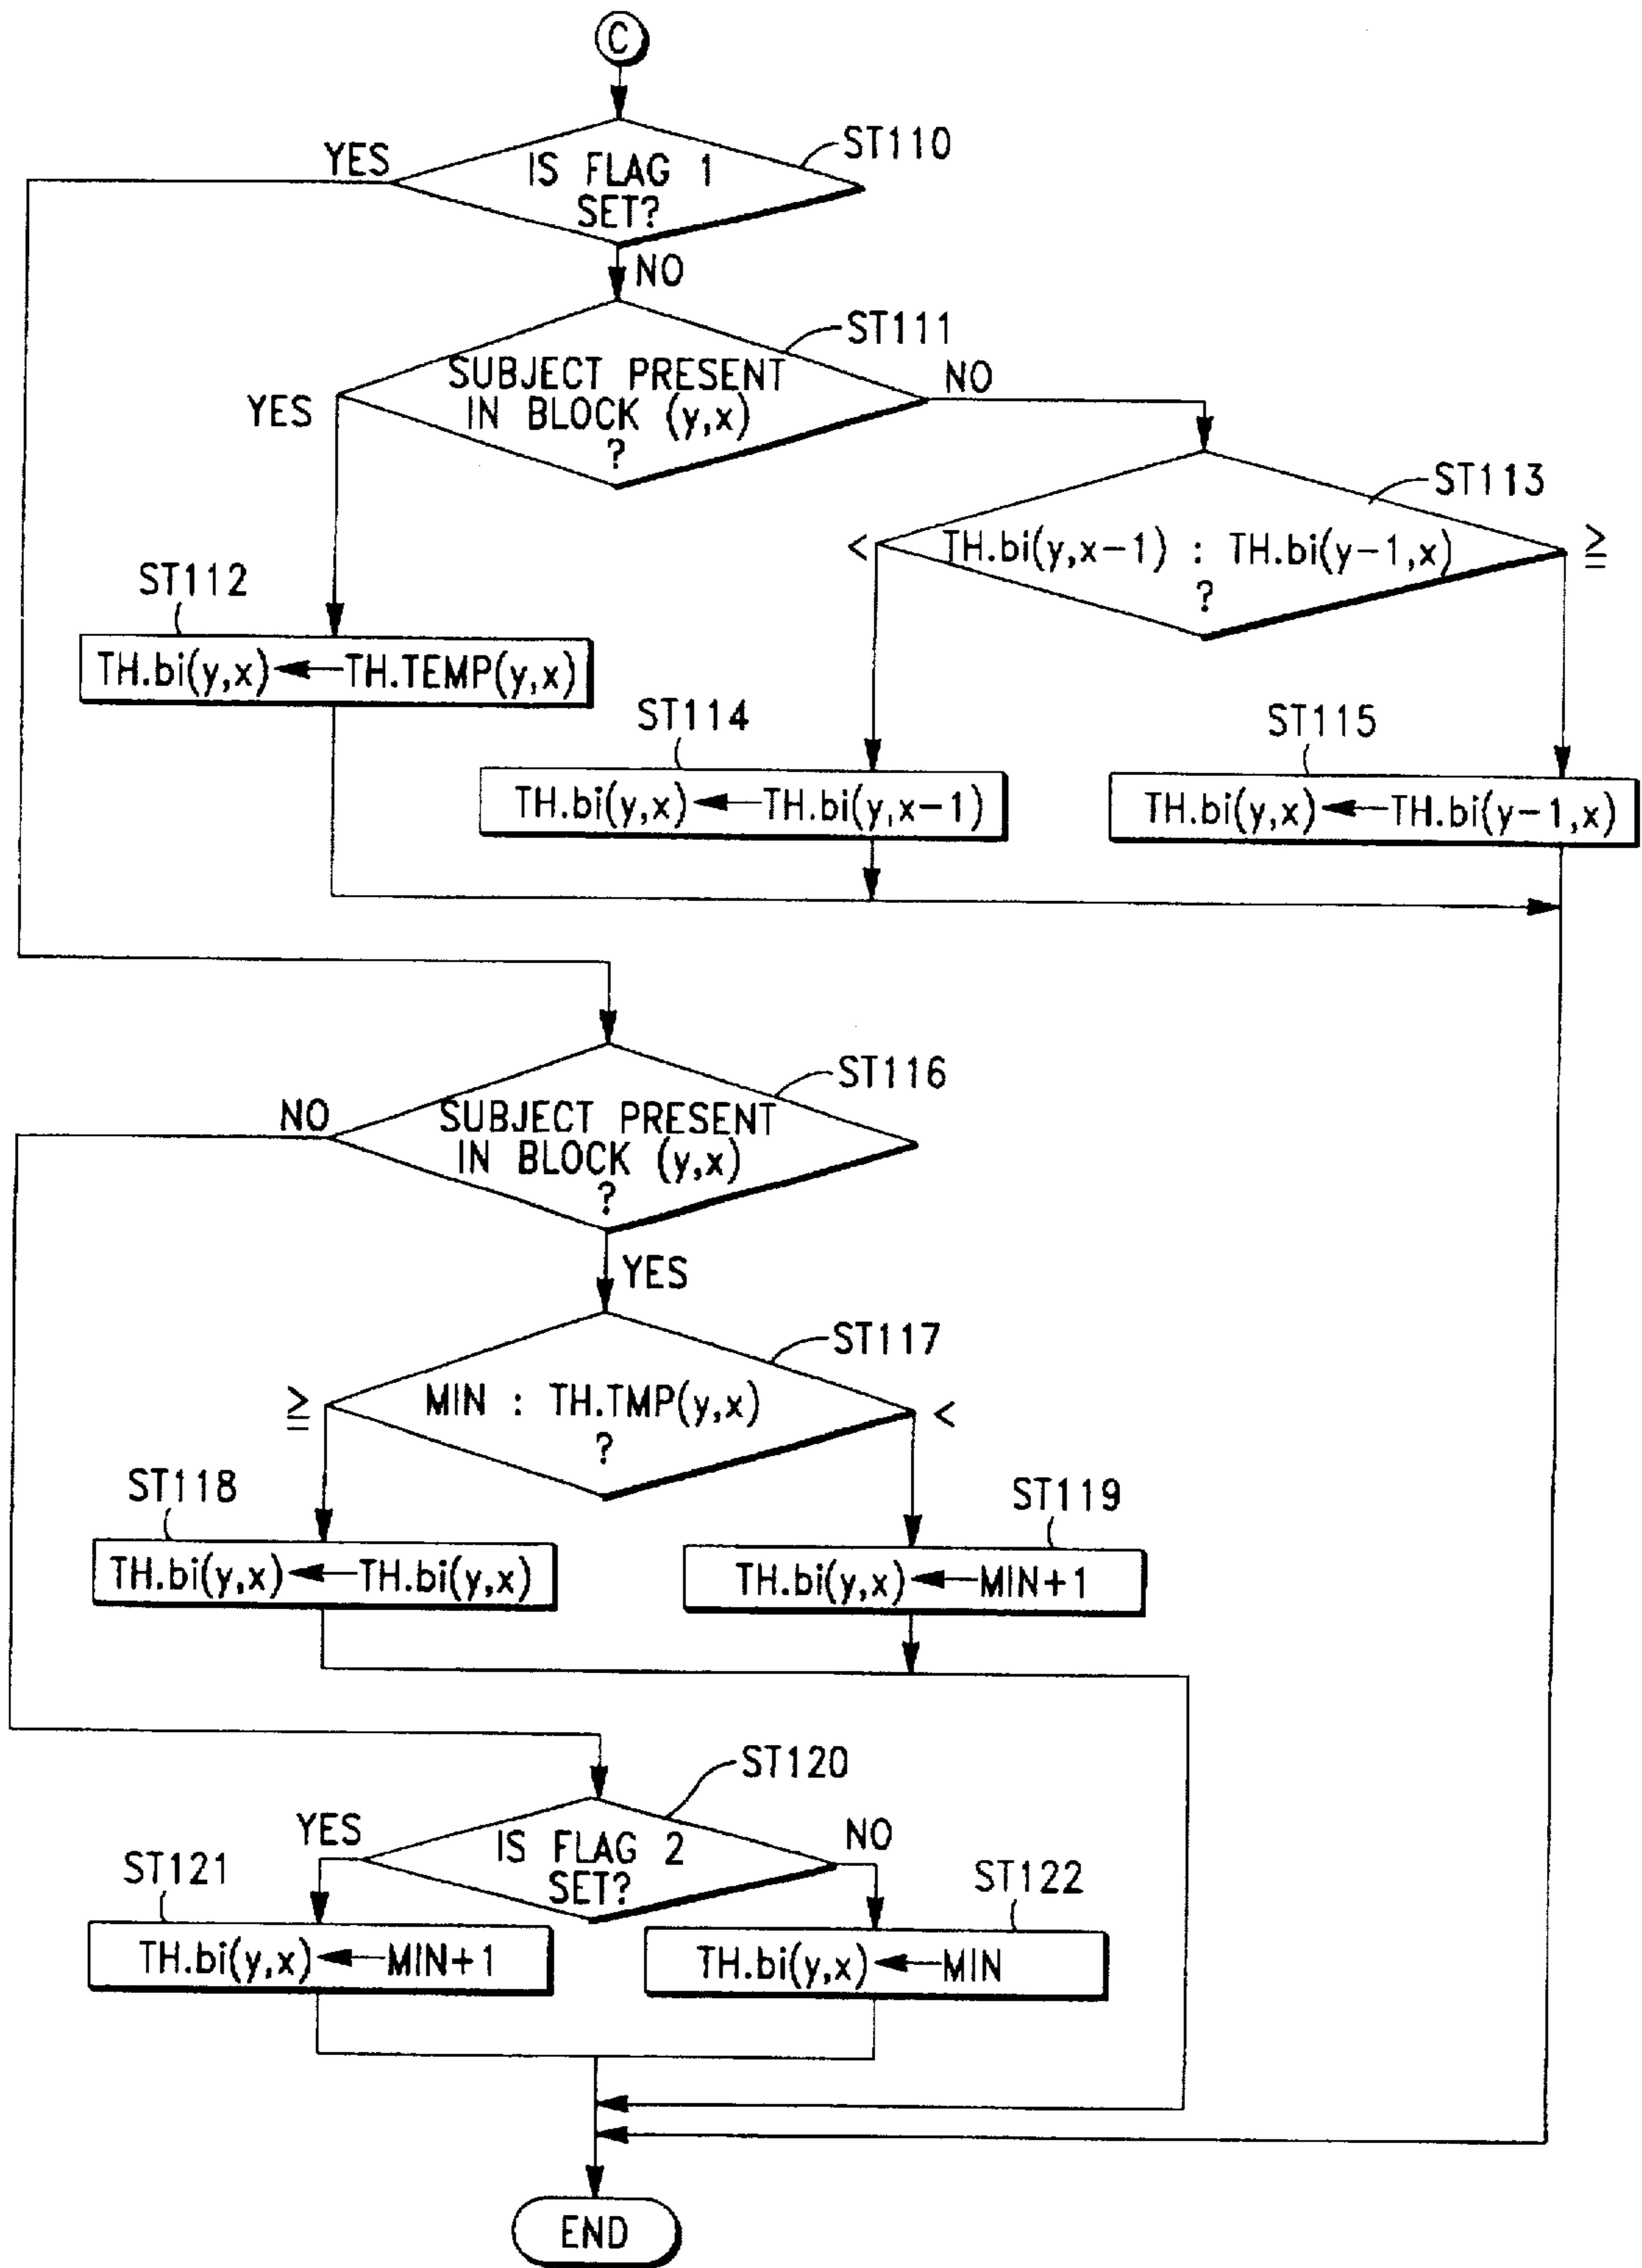 C
ST110
YES
IS FLAG 1
SET?
NO
ST111
SUBJECT PRESENT
IN BLOCK (y,x)
?
YES
NO
ST113
<
TH.bi(y,x-1) : TH.bi(y-1,x)
?
≧
ST112
TH.bi(y,x)←TH.TEMP(y,x)
ST114
TH.bi(y,x)←TH.bi(y,x-1)
ST115
TH.bi(y,x)←TH.bi(y-1,x)
ST116
NO
SUBJECT PRESENT
IN BLOCK (y,x)
?
YES
ST117
≧
MIN : TH.TMP(y,x)
?
<
ST118
TH.bi(y,x)←TH.bi(y,x)
ST119
TH.bi(y,x)←MIN+1
ST120
YES
IS FLAG 2
SET?
NO
ST121
TH.bi(y,x)←MIN+1
ST122
TH.bi(y,x)←MIN
END